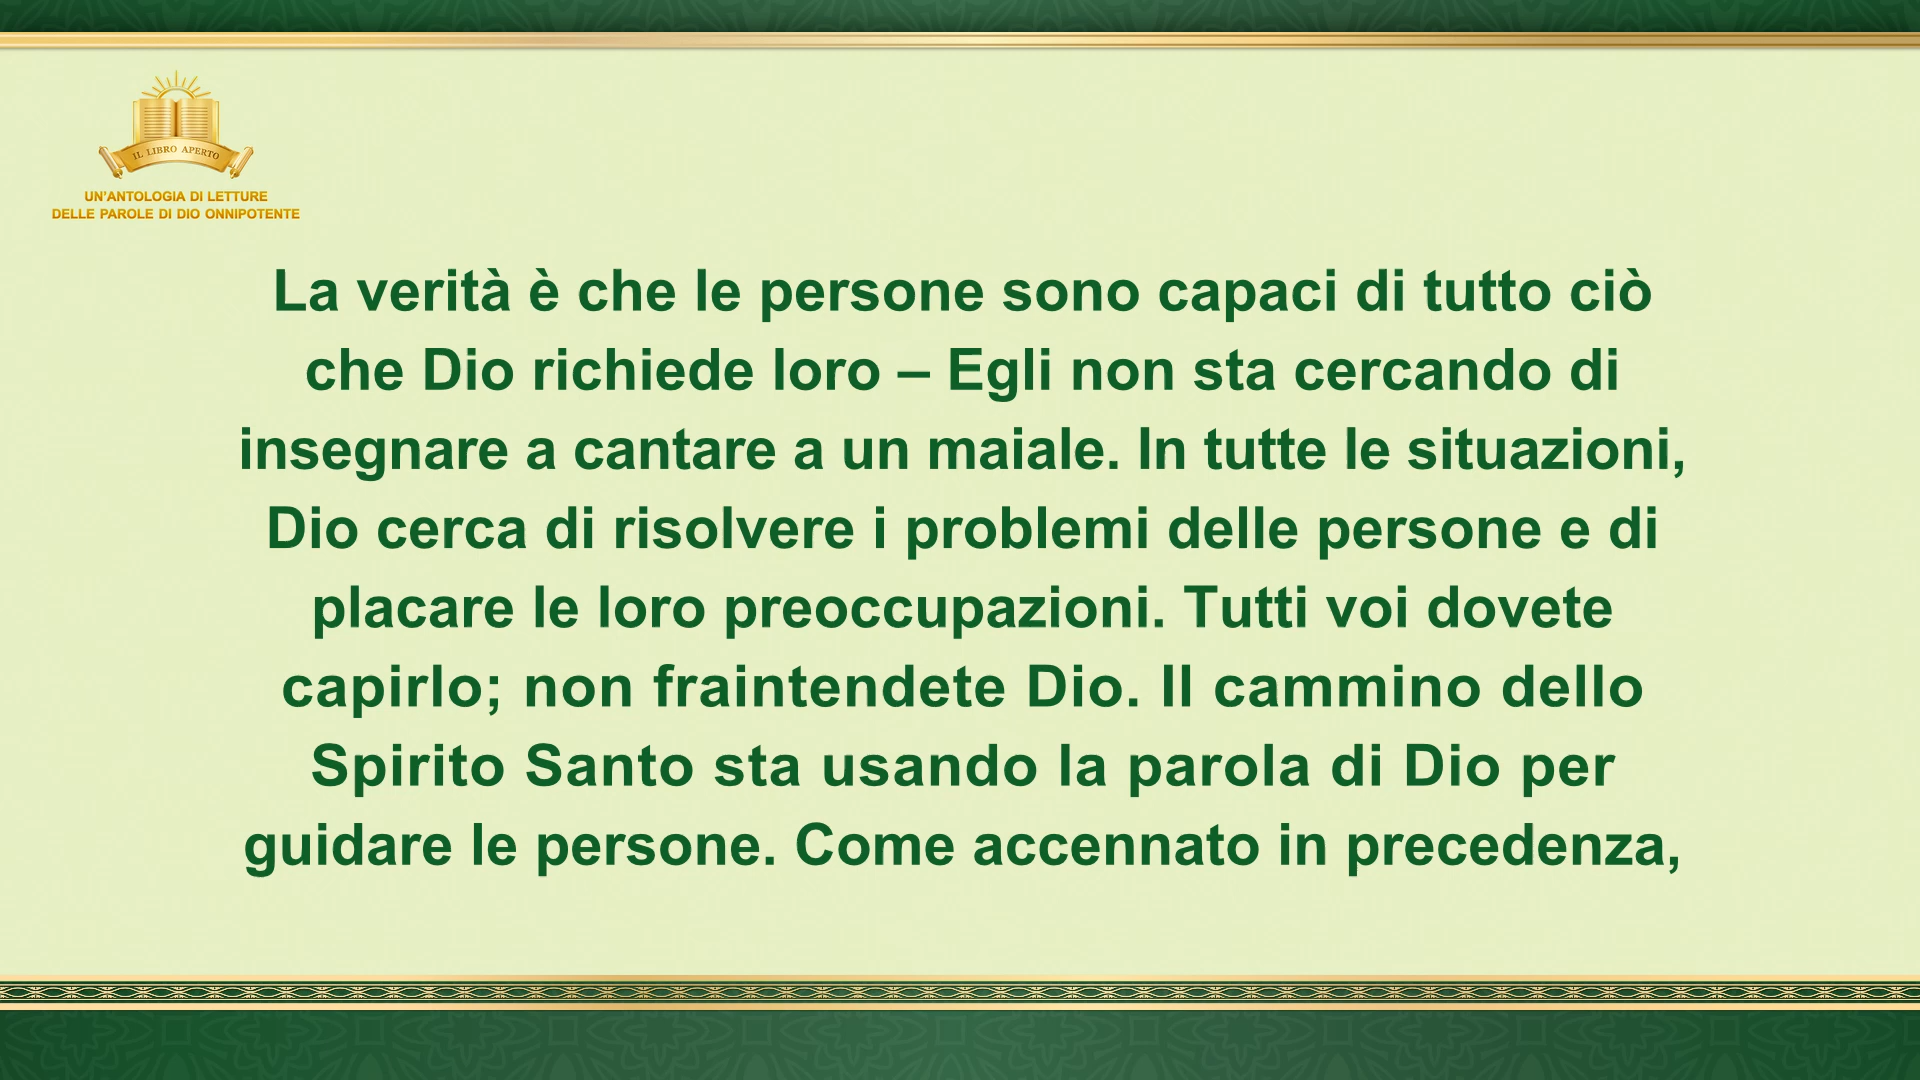 IL LIBRO APERTO
UN'ANTOLOGIA DI LETTURE
DELLE PAROLE DI DIO ONNIPOTENTE
La verità è che le persone sono capaci di tutto ciò
che Dio richiede loro – Egli non sta cercando di
insegnare a cantare a un maiale. In tutte le situazioni,
Dio cerca di risolvere i problemi delle persone e di
placare le loro preoccupazioni. Tutti voi dovete
capirlo; non fraintendete Dio. Il cammino dello
Spirito Santo sta usando la parola di Dio per
guidare le persone. Come accennato in precedenza,